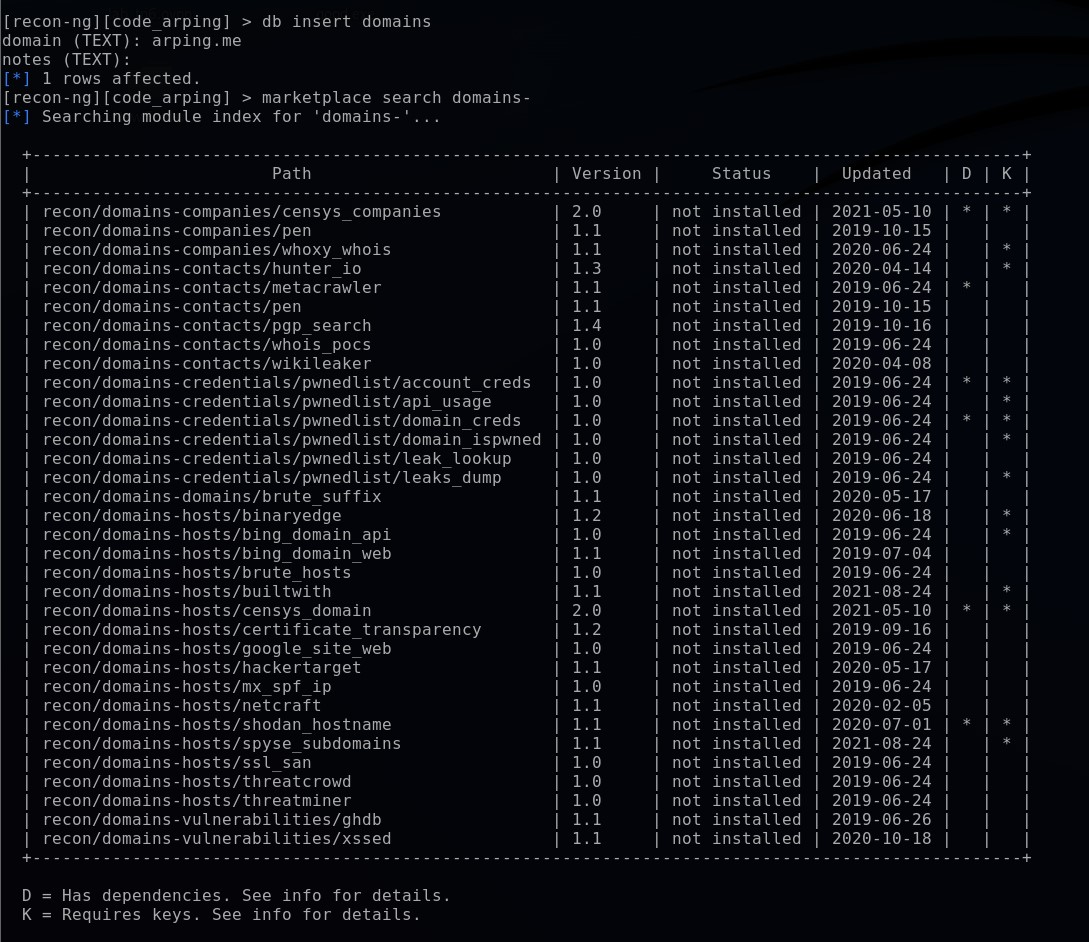 [recon-ng][code_arping] > db insert domains
domain (TEXT): arping.me
notes (TEXT):
[*] 1 rows affected.
[recon-ng][code_arping] > marketplace search domains-
[*] Searching module index for 'domains-'...
+---------------------------------------------------------------------------------------------------+
| Path | Version | Status | Updated | D | K |
+---------------------------------------------------------------------------------------------------+
| recon/domains-companies/censys_companies | 2.0 | not installed | 2021-05-10 | * | * |
| recon/domains-companies/pen | 1.1 | not installed | 2019-10-15 | | |
| recon/domains-companies/whoxy_whois | 1.1 | not installed | 2020-06-24 | | * |
| recon/domains-contacts/hunter_io | 1.3 | not installed | 2020-04-14 | | * |
| recon/domains-contacts/metacrawler | 1.1 | not installed | 2019-06-24 | * | |
| recon/domains-contacts/pen | 1.1 | not installed | 2019-10-15 | | |
| recon/domains-contacts/pgp_search | 1.4 | not installed | 2019-10-16 | | |
| recon/domains-contacts/whois_pocs | 1.0 | not installed | 2019-06-24 | | |
| recon/domains-contacts/wikileaker | 1.0 | not installed | 2020-04-08 | | |
| recon/domains-credentials/pwnedlist/account_creds | 1.0 | not installed | 2019-06-24 | * | * |
| recon/domains-credentials/pwnedlist/api_usage | 1.0 | not installed | 2019-06-24 | | * |
| recon/domains-credentials/pwnedlist/domain_creds | 1.0 | not installed | 2019-06-24 | * | * |
| recon/domains-credentials/pwnedlist/domain_ispwned | 1.0 | not installed | 2019-06-24 | | * |
| recon/domains-credentials/pwnedlist/leak_lookup | 1.0 | not installed | 2019-06-24 | | |
| recon/domains-credentials/pwnedlist/leaks_dump | 1.0 | not installed | 2019-06-24 | | * |
| recon/domains-domains/brute_suffix | 1.1 | not installed | 2020-05-17 | | |
| recon/domains-hosts/binaryedge | 1.2 | not installed | 2020-06-18 | | * |
| recon/domains-hosts/bing_domain_api | 1.0 | not installed | 2019-06-24 | | * |
| recon/domains-hosts/bing_domain_web | 1.1 | not installed | 2019-07-04 | | |
| recon/domains-hosts/brute_hosts | 1.0 | not installed | 2019-06-24 | | |
| recon/domains-hosts/builtwith | 1.1 | not installed | 2021-08-24 | | * |
| recon/domains-hosts/censys_domain | 2.0 | not installed | 2021-05-10 | * | * |
| recon/domains-hosts/certificate_transparency | 1.2 | not installed | 2019-09-16 | | |
| recon/domains-hosts/google_site_web | 1.0 | not installed | 2019-06-24 | | |
| recon/domains-hosts/hackertarget | 1.1 | not installed | 2020-05-17 | | |
| recon/domains-hosts/mx_spf_ip | 1.0 | not installed | 2019-06-24 | | |
| recon/domains-hosts/netcraft | 1.1 | not installed | 2020-02-05 | | |
| recon/domains-hosts/shodan_hostname | 1.1 | not installed | 2020-07-01 | * | * |
| recon/domains-hosts/spyse_subdomains | 1.1 | not installed | 2021-08-24 | | * |
| recon/domains-hosts/ssl_san | 1.0 | not installed | 2019-06-24 | | |
| recon/domains-hosts/threatcrowd | 1.0 | not installed | 2019-06-24 | | |
| recon/domains-hosts/threatminer | 1.0 | not installed | 2019-06-24 | | |
| recon/domains-vulnerabilities/ghdb | 1.1 | not installed | 2019-06-26 | | |
| recon/domains-vulnerabilities/xssed | 1.1 | not installed | 2020-10-18 | | |
+---------------------------------------------------------------------------------------------------+
D = Has dependencies. See info for details.
K = Requires keys. See info for details.